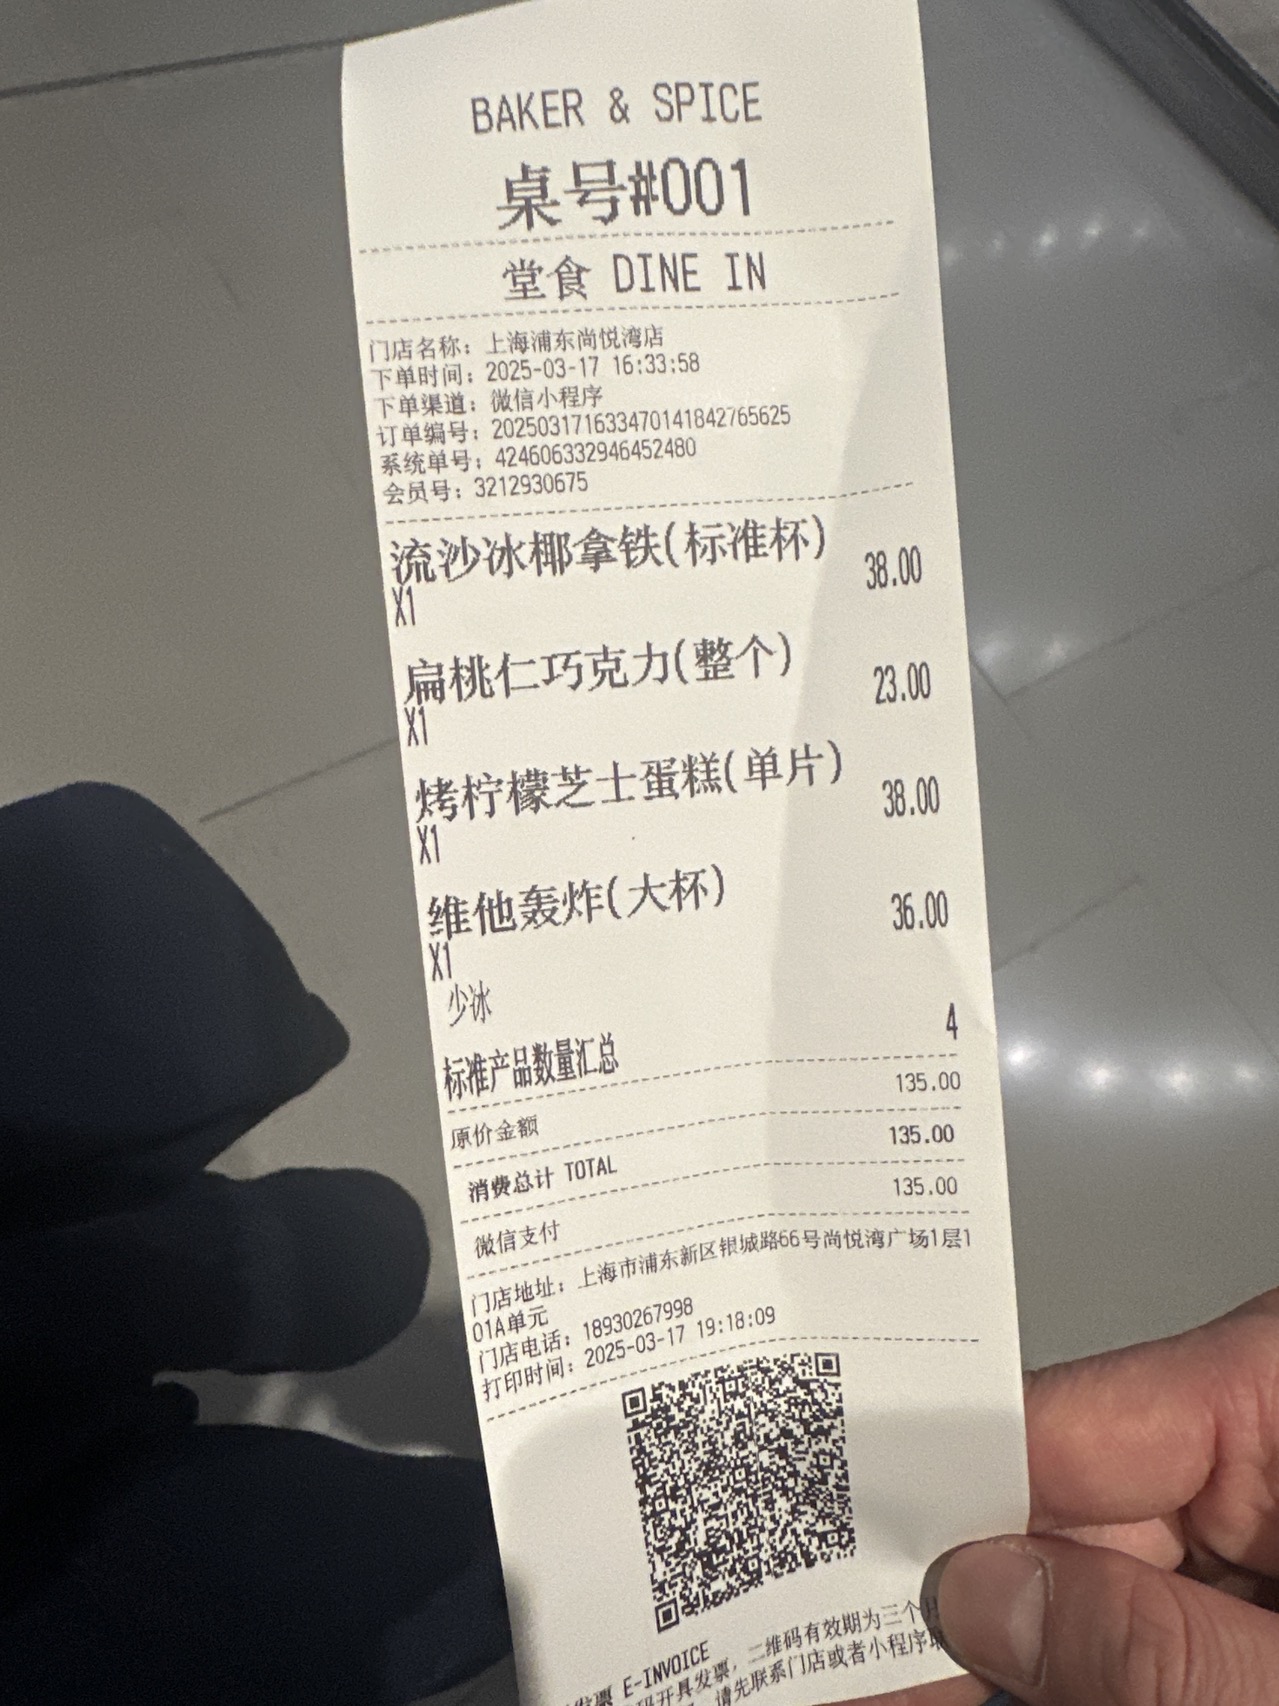 BAKER & SPICE
桌号#001
堂食 DINE IN
门店名称：上海浦东尚悦湾店
下单时间：2025-03-17 16:33:58
下单渠道：微信小程序
订单编号：202503171633470141842765625
系统单号：424606332946452480
会员号：3212930675
流沙冰椰拿铁(标准杯) 38.00
X1
扁桃仁巧克力(整个) 23.00
X1
烤柠檬芝士蛋糕(单片) 38.00
X1
维他轰炸(大杯) 36.00
X1
少冰
标准产品数量汇总 4
原价金额 135.00
消费总计 TOTAL 135.00
微信支付 135.00
门店地址：上海市浦东新区银城路66号尚悦湾广场1层1
01A单元
门店电话：18930267998
打印时间：2025-03-17 19:18:09
发票 E-INVOICE
码开具发票，二维码有效期为三个月
请先联系门店或者小程序联